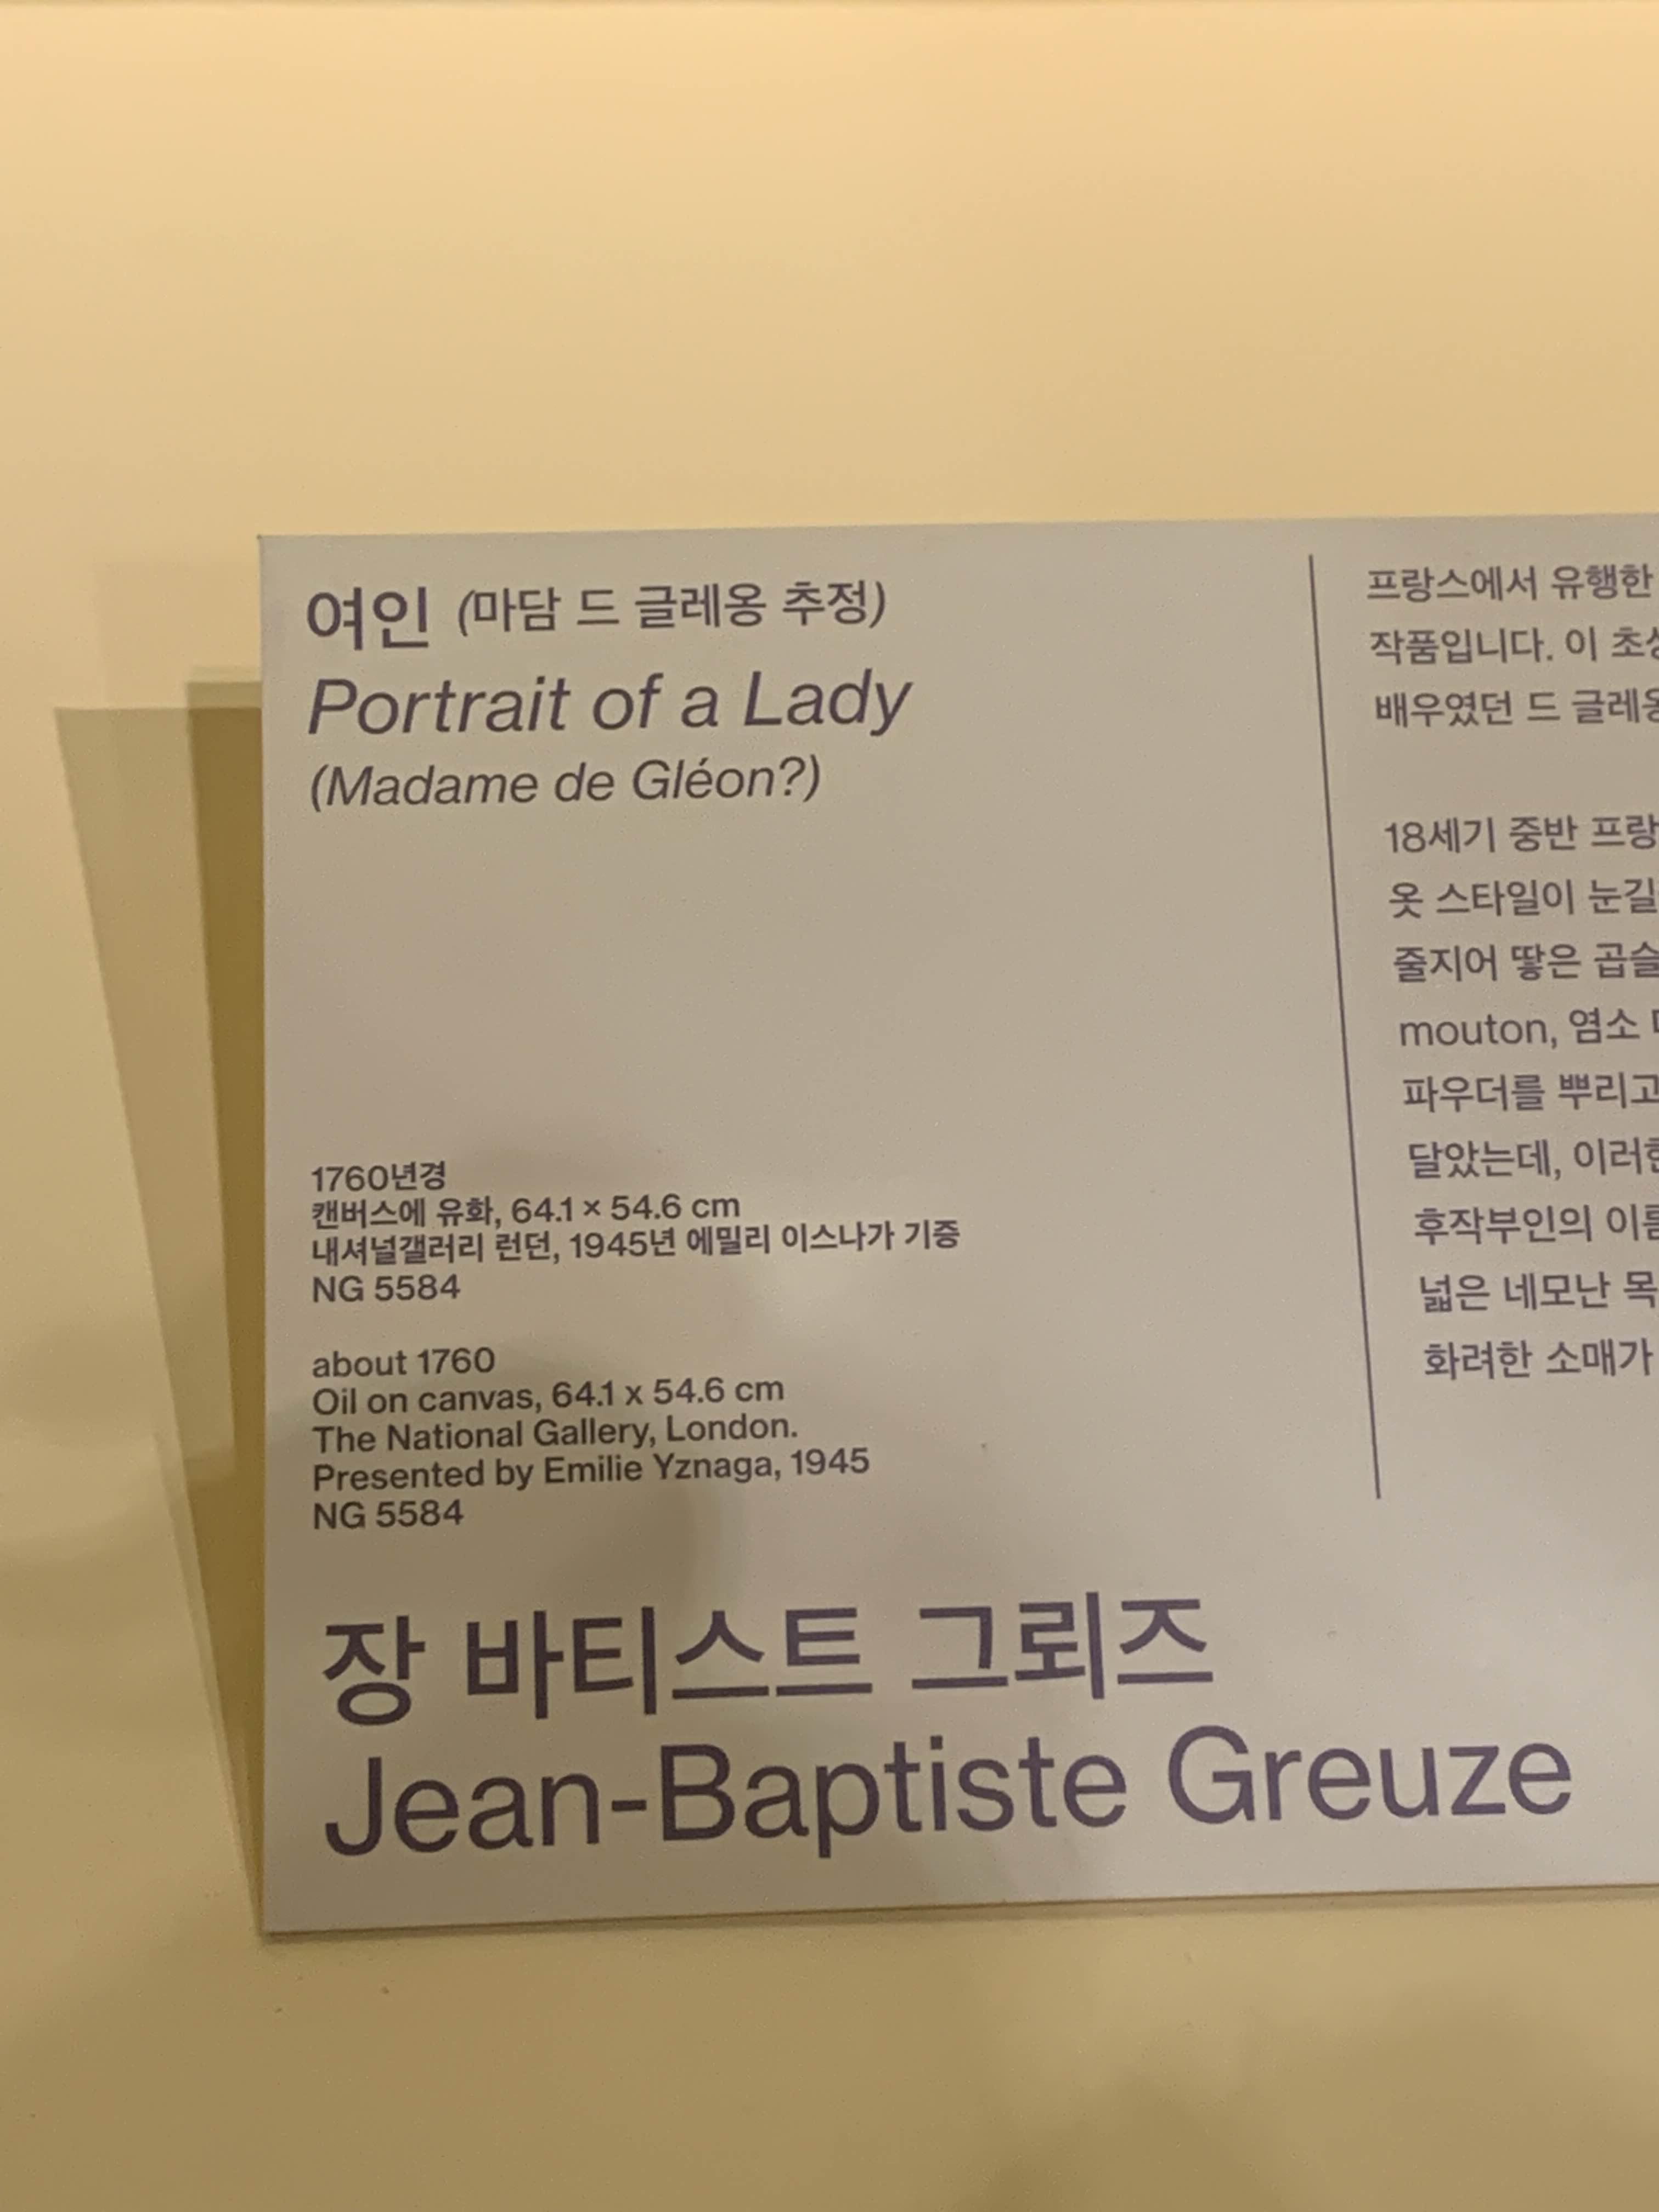 여인 (마담 드 글레옹 추정)
Portrait of a Lady
(Madame de Gléon?)
1760년경
캔버스에 유화, 64.1 × 54.6 cm
내셔널갤러리 런던, 1945년 에밀리 이스나가 기증
NG 5584
about 1760
Oil on canvas, 64.1 x 54.6 cm
The National Gallery, London.
Presented by Emilie Yznaga, 1945
NG 5584
장 바티스트 그뢰즈
Jean-Baptiste Greuze
프랑스에서 유행한
작품입니다. 이
배우였던 드
18세기 중반
옷 스타일이
줄지어 땋은
mouton, 염소
파우더를 뿌리고
달았는데,
후작부인의
넓은 네모난 목
화려한 소매가